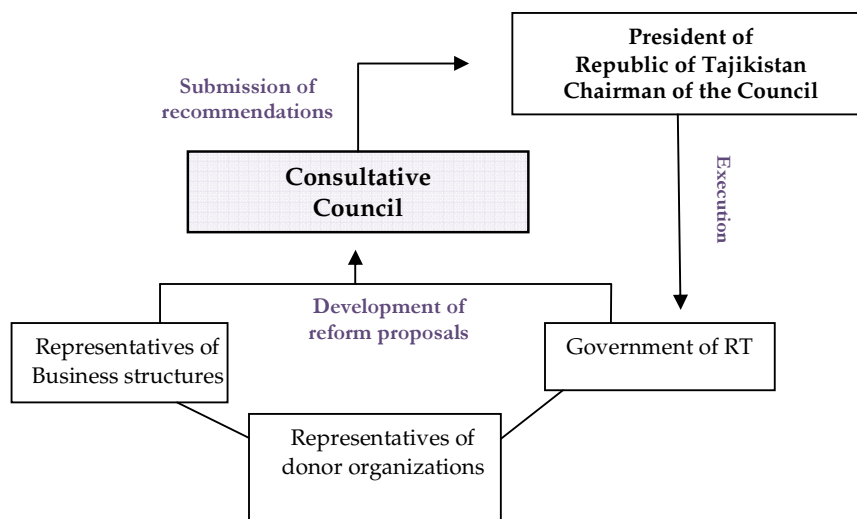 President of
Republic of Tajikistan
Chairman of the Council
Submission of
recommendations
Consultative
Council
Execution
Development of
reform proposals
Representatives of
Business structures
Government of RT
Representatives of
donor organizations